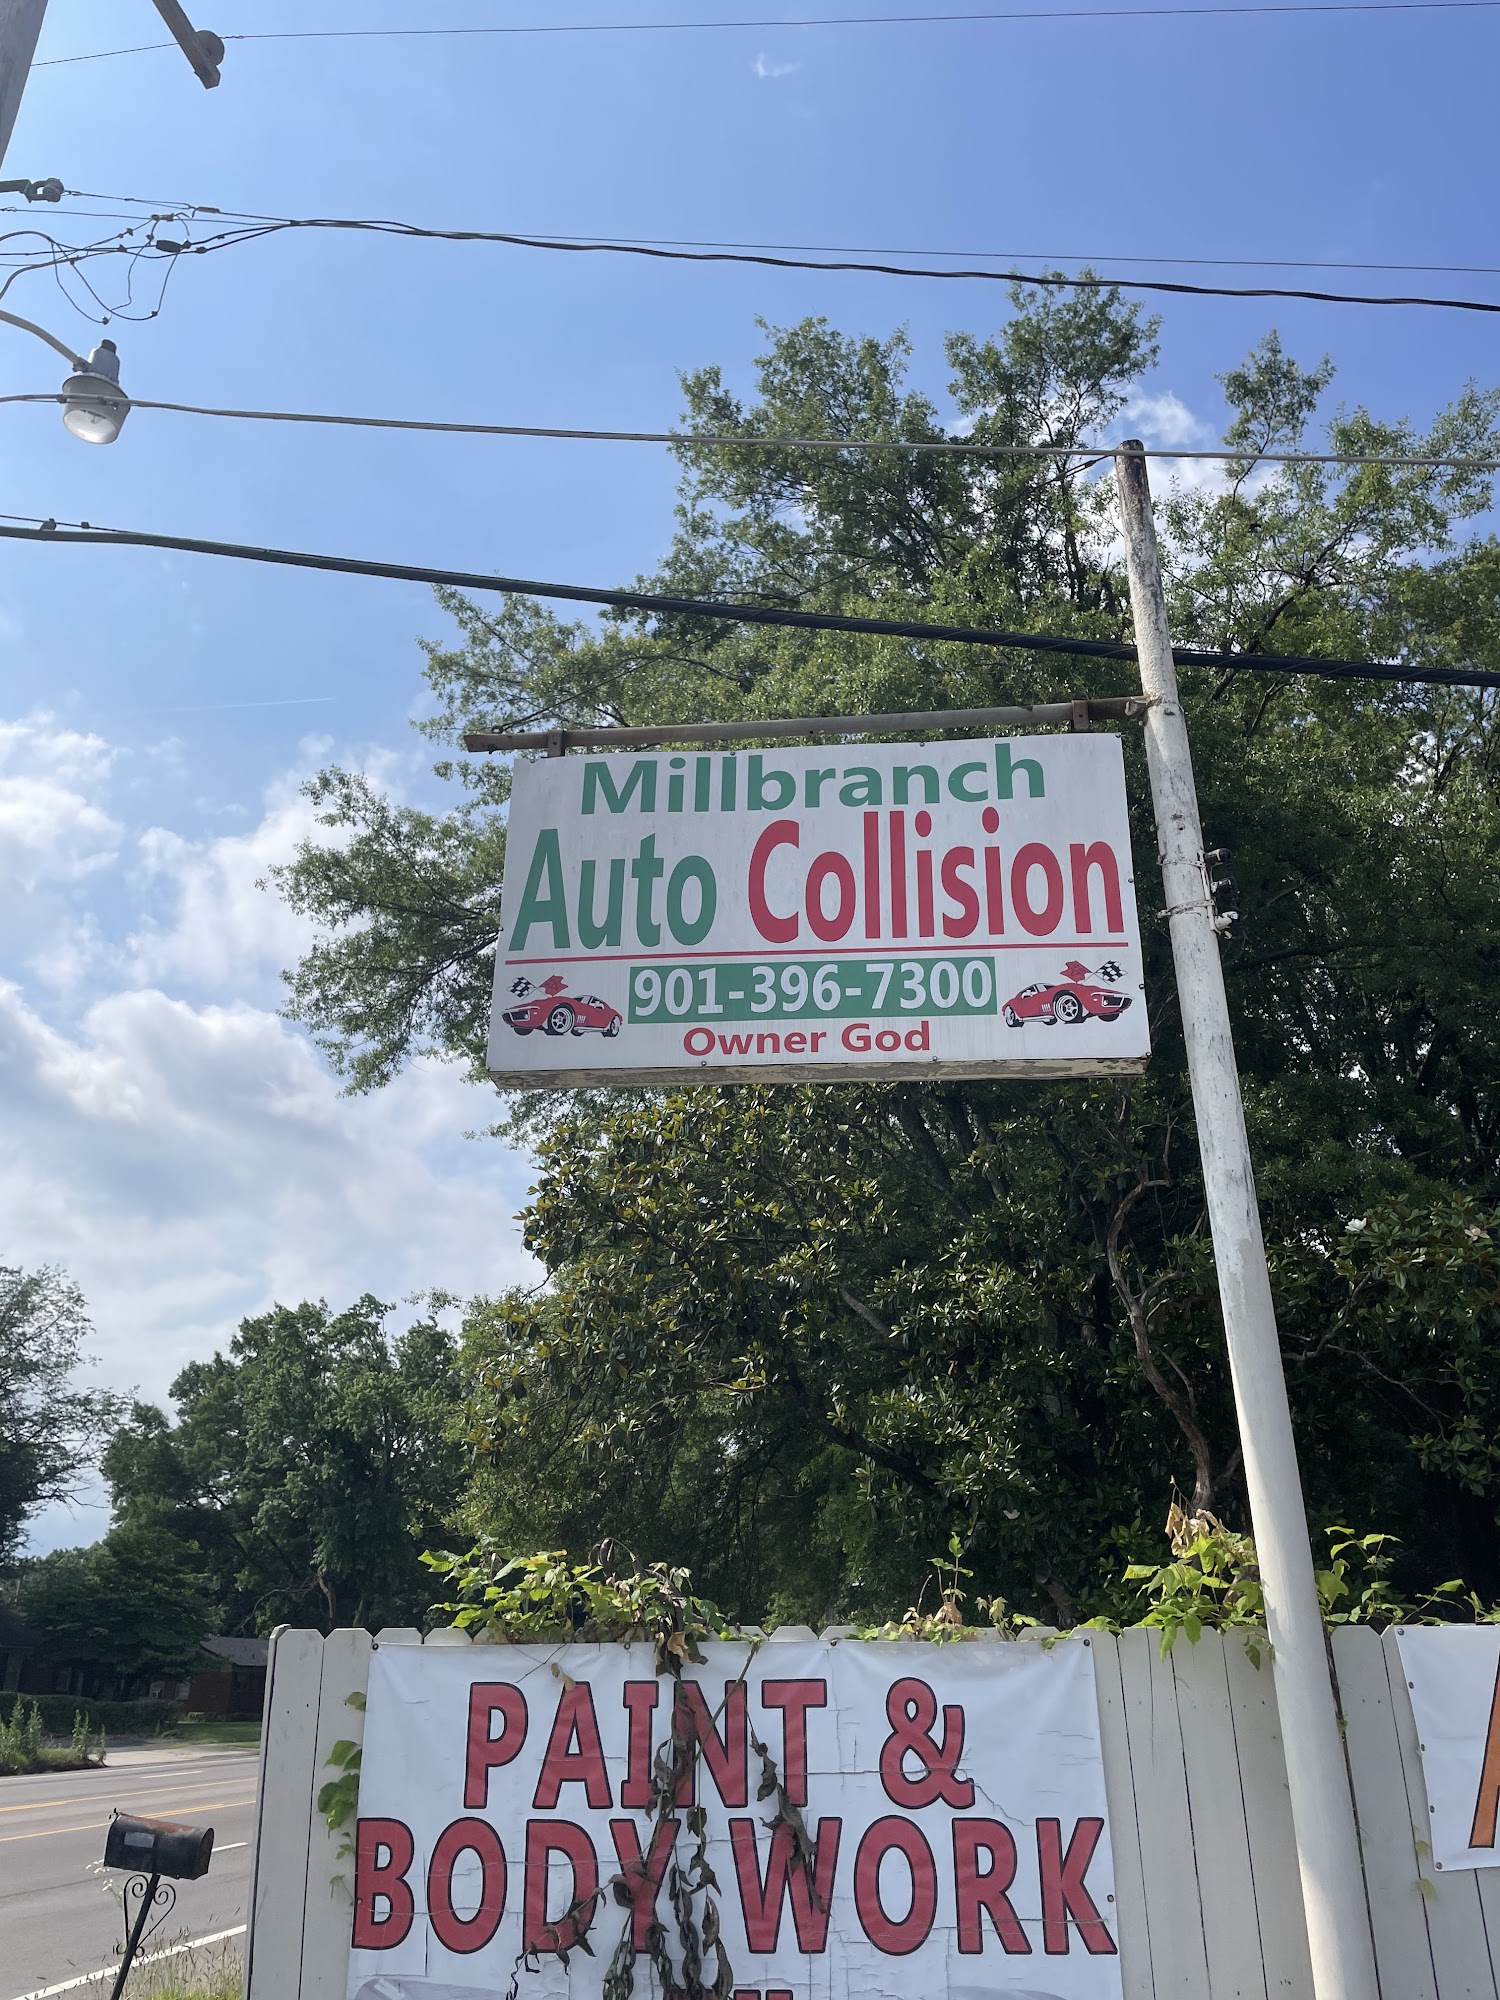 Millbranch
Auto Collision
901-396-7300
Owner God
PAINT &
BODY WORK